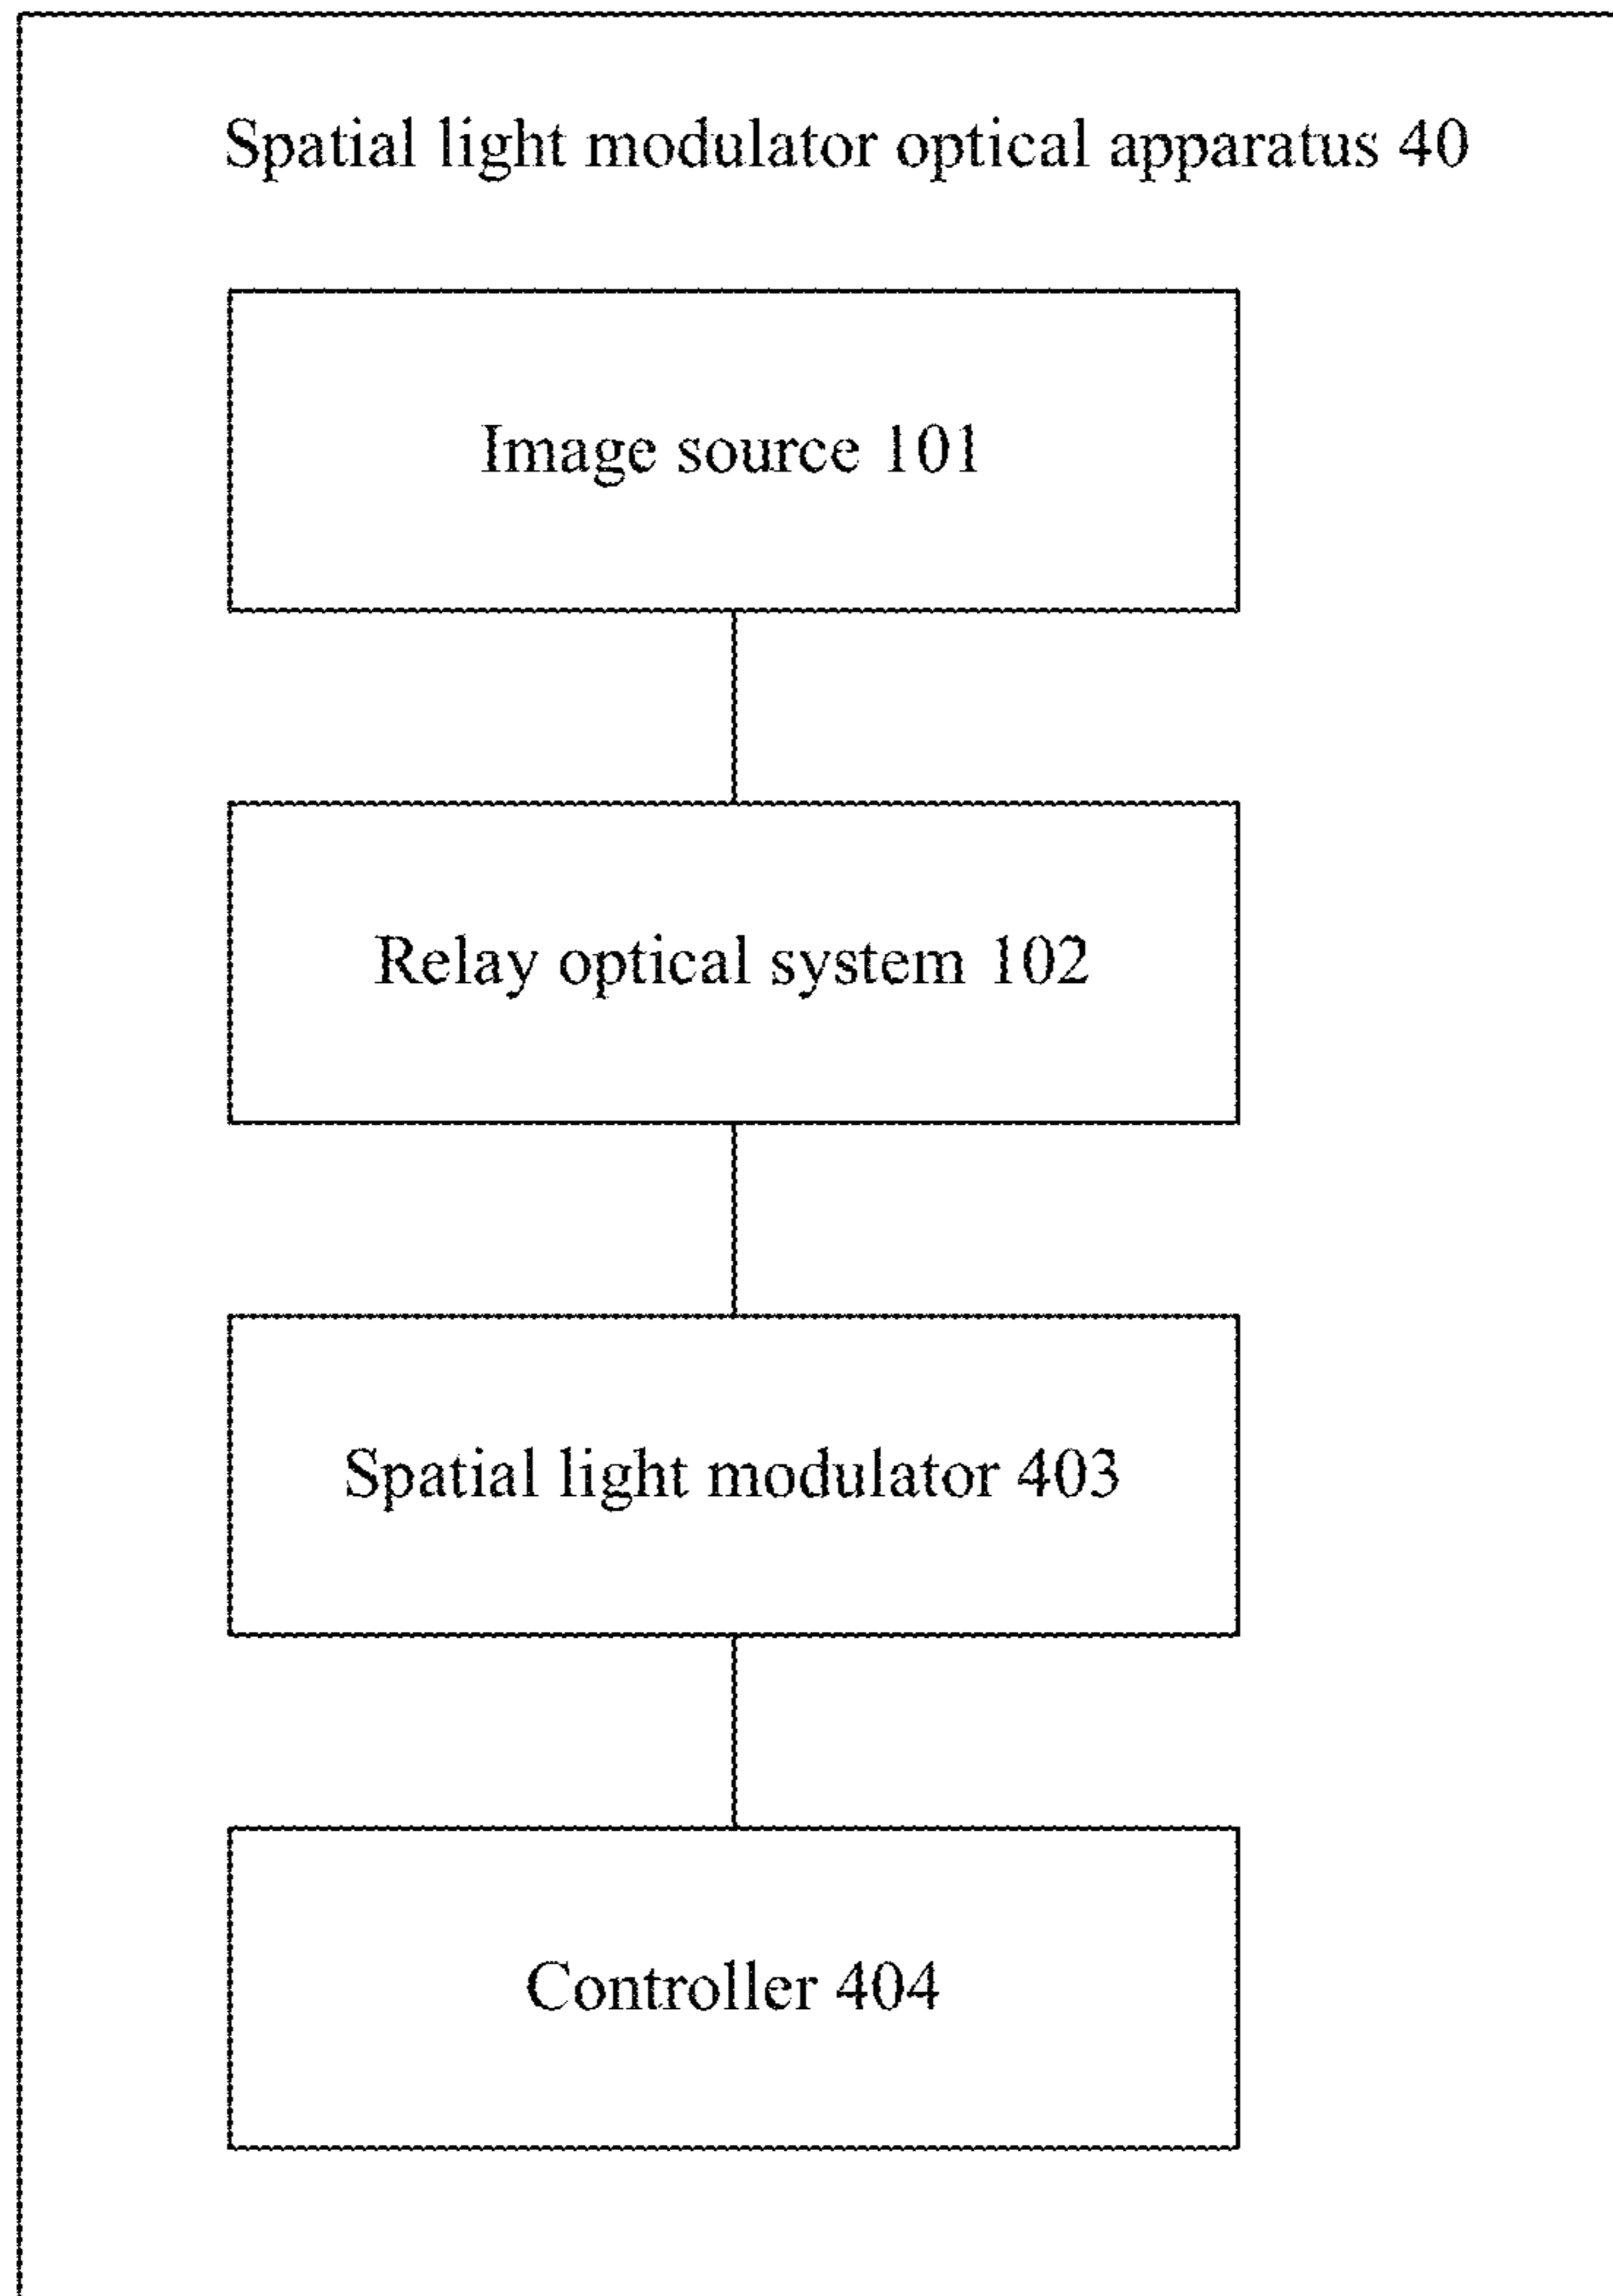 Spatial light modulator optical apparatus 40
Image source 101
Relay optical system 102
Spatial light modulator 403
Controller 404